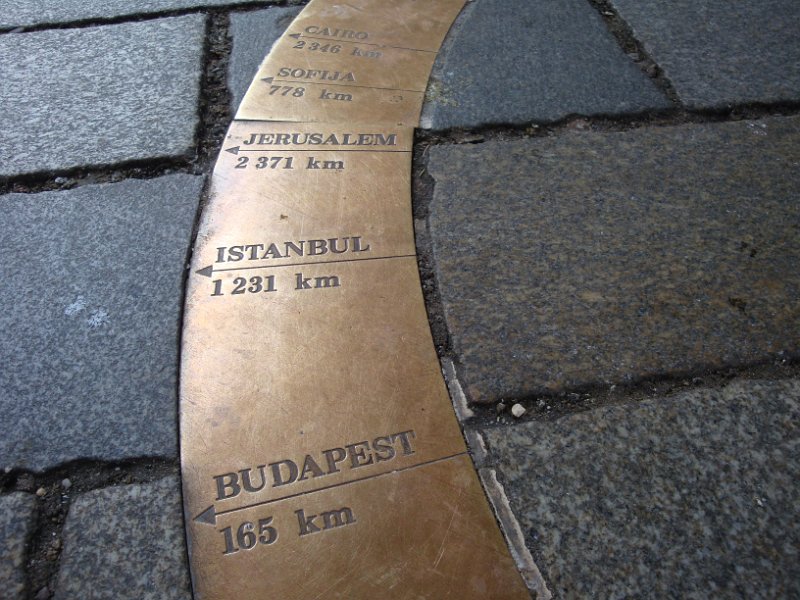 CAIRO
2 346 km
SOFIJA
778 km
JERUSALEM
2 371 km
ISTANBUL
1 231 km
BUDAPEST
165 km